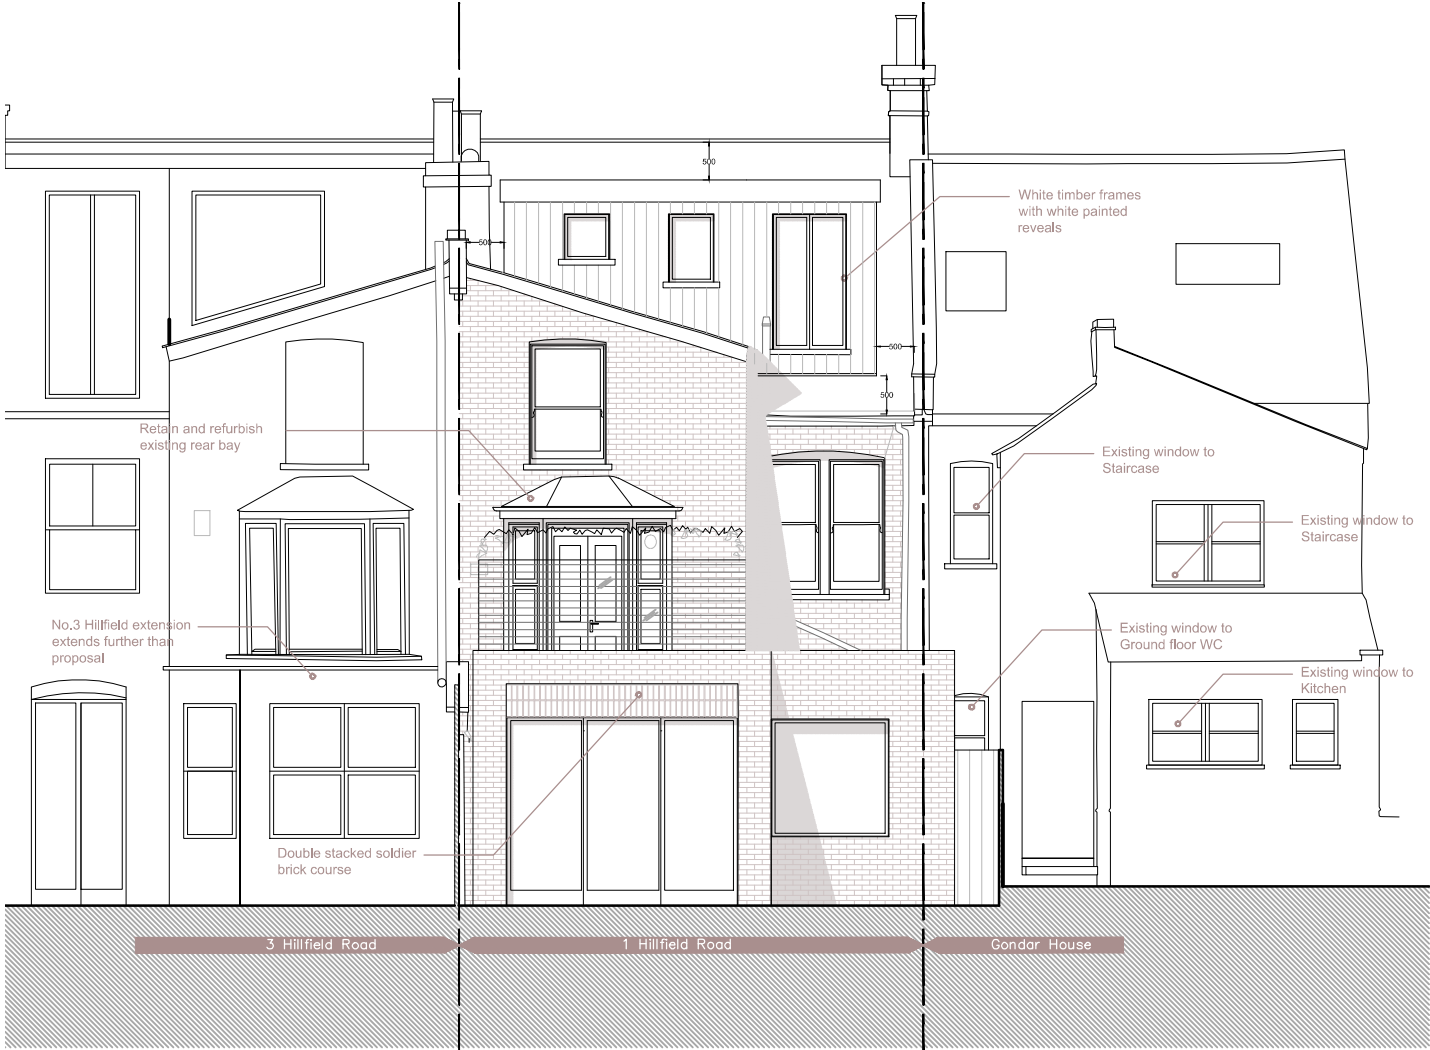 500
White timber frames
with white painted
reveals
500
500
500
Retain and refurbish
existing rear bay
Existing window to
Staircase
Existing window to
Staircase
No.3 Hillfield extension
extends further than
proposal
Existing window to
Ground floor WC
Existing window to
Kitchen
Double stacked soldier
brick course
3 Hillfield Road
1 Hillfield Road
Gondar House